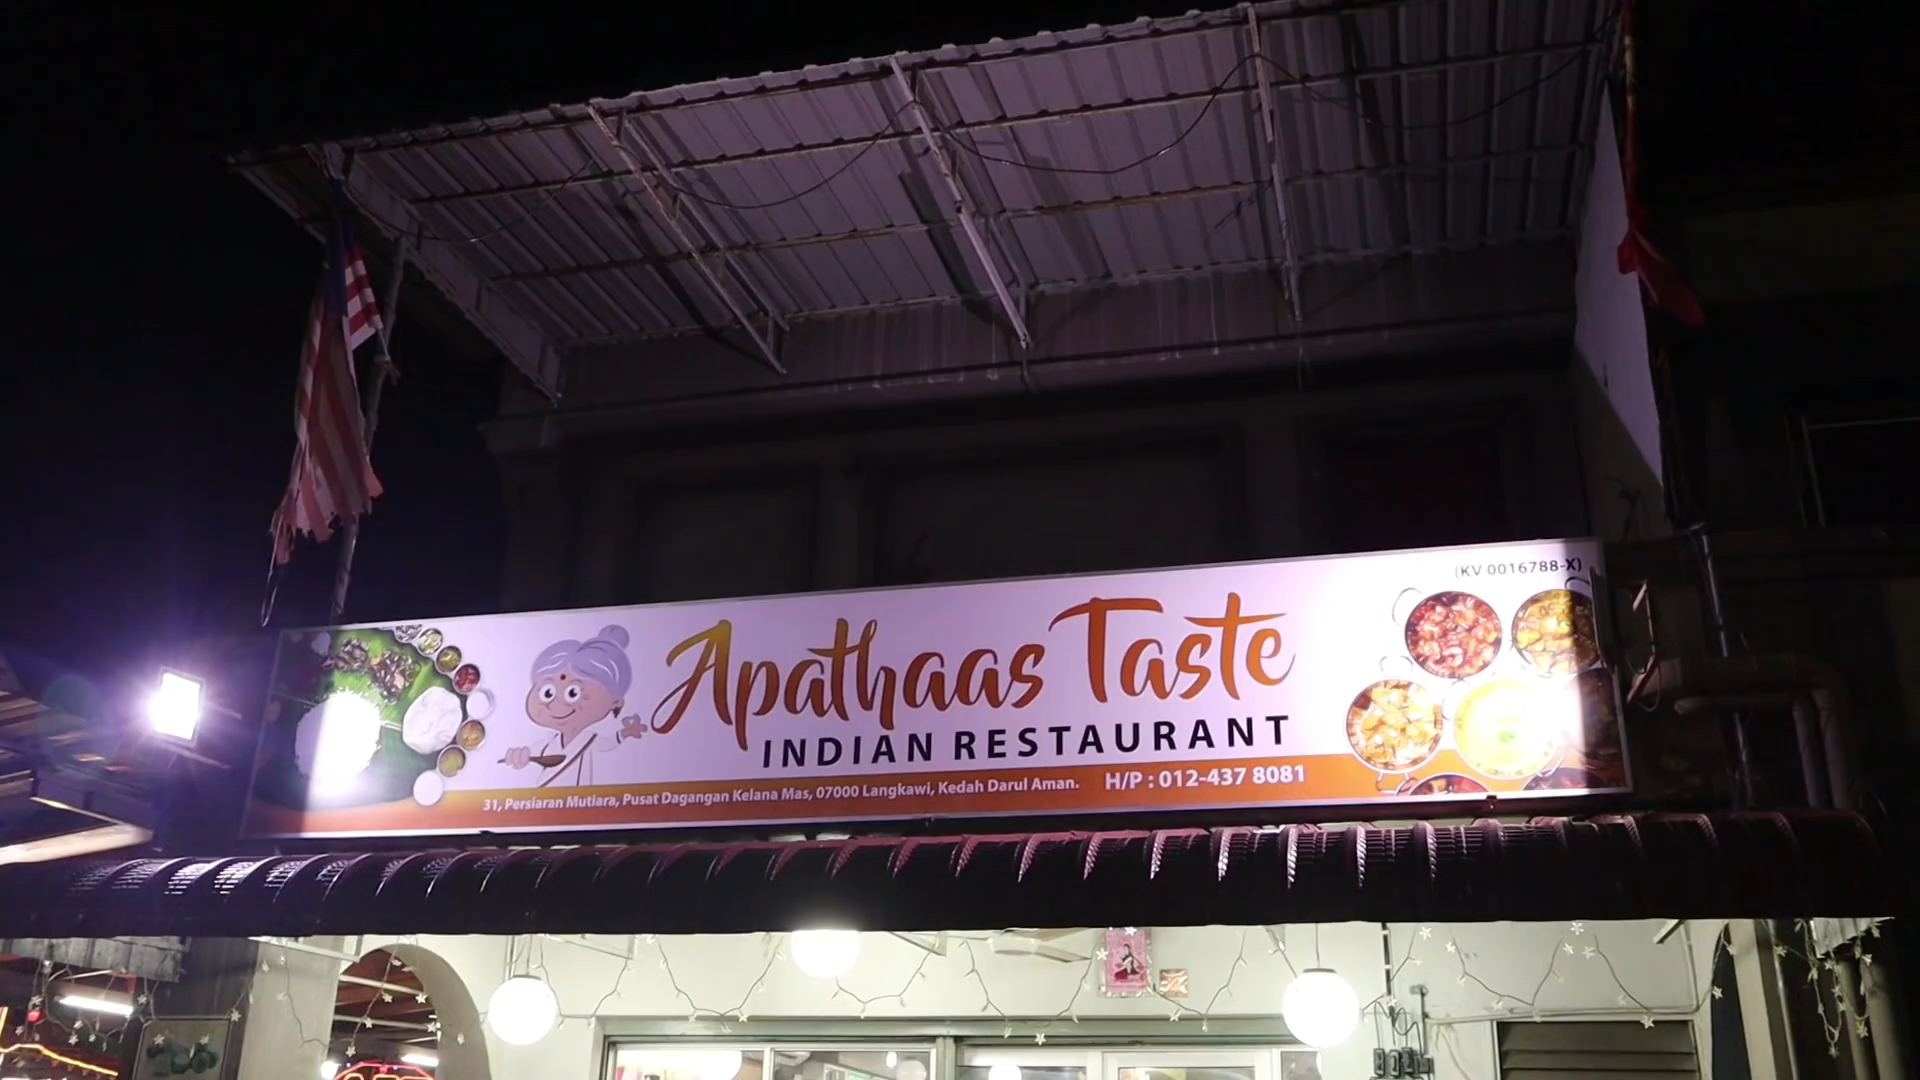 (KV 0016788-X)
Apathaas Taste
INDIAN RESTAURANT
31, Persiaran Mutiara, Pusat Dagangan Kelana Mas, 07000 Langkawi, Kedah Darul Aman. H/P : 012-437 8081